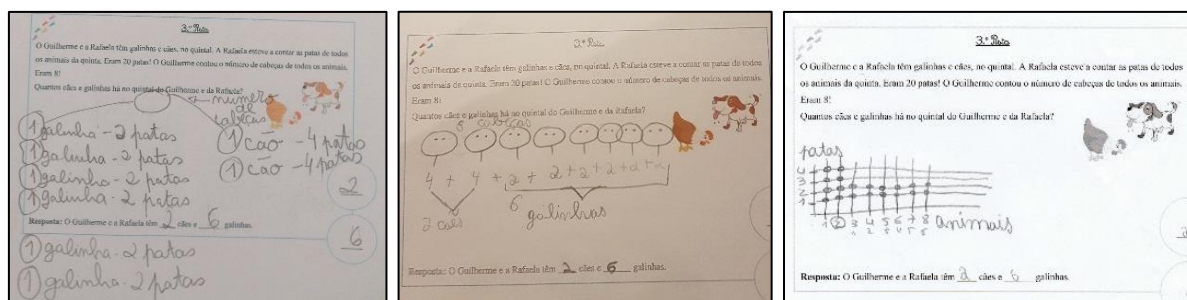 3.ª Pista
O Guilherme e a Rafaela têm galinhas e cães, no quintal. A Rafaela esteve a contar as patas de todos
os animais da quinta. Eram 20 patas! O Guilherme contou o número de cabeças de todos os animais.
Eram 8!
Quantos cães e galinhas há no quintal do Guilherme e da Rafaela?
numero
de
cabeças
1 galinha - 2 patas
1 galinha - 2 patas
1 galinha - 2 patas
1 galinha - 2 patas
1 cão - 4 patas
1 cao - 4 patas
2
6
Resposta: O Guilherme e a Rafaela têm 2 cães e 6 galinhas.
1 galinha - 2 patas
1 galinha - 2 patas
3.ª Pista
O Guilherme e a Rafaela têm galinhas e cães, no quintal. A Rafaela esteve a contar as patas de todos
os animais da quinta. Eram 20 patas! O Guilherme contou o número de cabeças de todos os animais.
Eram 8!
Quantos cães e galinhas há no quintal do Guilherme e da Rafaela?
8 cabeças
4 + 4 + 2 + 2 + 2 + 2 + 2 + 2
cães
6 galinhas
Resposta: O Guilherme e a Rafaela têm 2 cães e 6 galinhas.
3.ª Pista
O Guilherme e a Rafaela têm galinhas e cães, no quintal. A Rafaela esteve a contar as patas de todos
os animais da quinta. Eram 20 patas! O Guilherme contou o número de cabeças de todos os animais.
Eram 8!
Quantos cães e galinhas há no quintal do Guilherme e da Rafaela?
patas
4
3
2
1
1 2 3 4 5 6 7 8 animais
1 2 3 4 5 6
Resposta: O Guilherme e a Rafaela têm 2 cães e 6 galinhas.